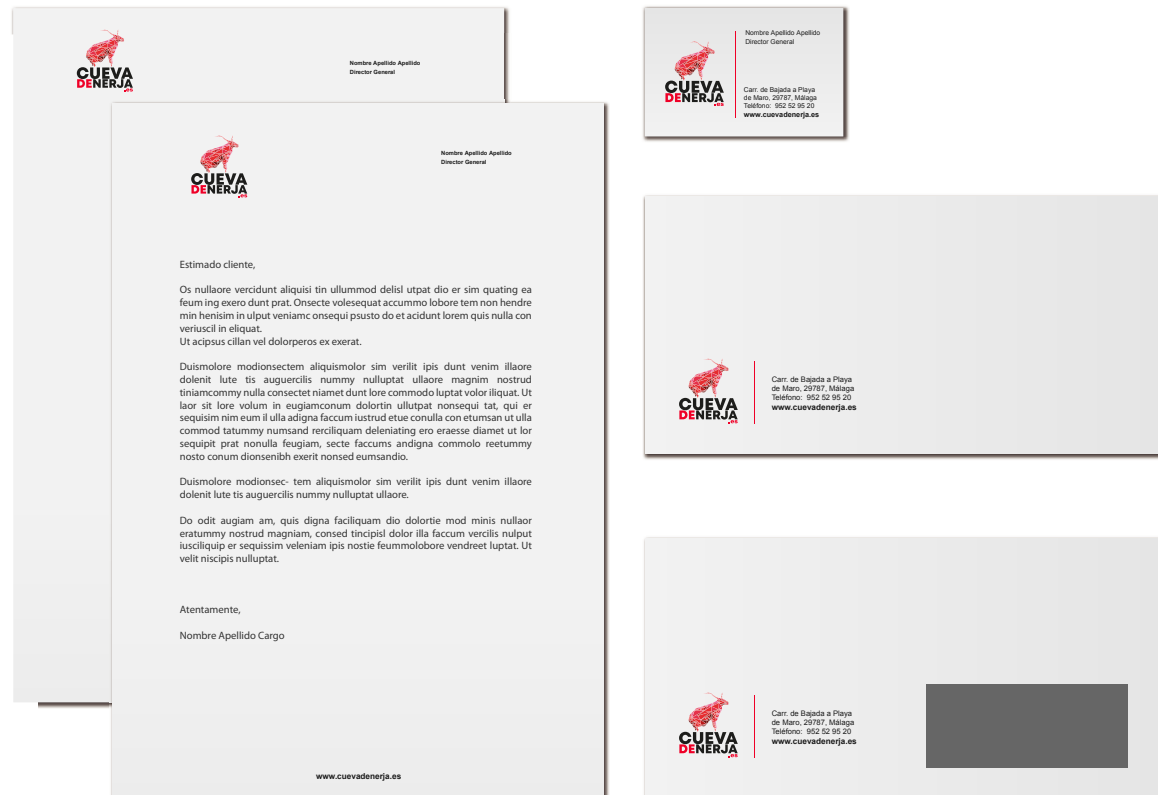 CUEVA
DENERJA
.es
Nombre Apellido Apellido
Director General
CUEVA
DENERJA
.es
Nombre Apellido Apellido
Director General
Estimado cliente,
Os nullaore vercidunt aliquisi tin ullummod delisl utpat dio er sim quating ea
feum ing exero dunt prat. Onsecte volesequat accummo lobore tem non hendre
min henisim in ulput veniamc onsequi psusto do et acidunt lorem quis nulla con
veriuscil in eliquat.
Ut acipsus cillan vel dolorperos ex exerat.
Duismolore modionsectem aliquismolor sim verilit ipis dunt venim illaore
dolenit lute tis auguercilis nummy nulluptat ullaore magnim nostrud
tiniamcommy nulla consectet niamet dunt lore commodo luptat volor iliquat. Ut
laor sit lore volum in eugiamconum dolortin ullutpat nonsequi tat, qui er
sequisim nim eum il ulla adigna faccum iustrud etue conulla con etumsan ut ulla
commod tatummy numsand rerciliquam deleniating ero eraesse diamet ut lor
sequipit prat nonulla feugiam, secte faccums andigna commolo reetummy
nosto conum dionsenibh exerit nonsed eumsandio.
Duismolore modionsec- tem aliquismolor sim verilit ipis dunt venim illaore
dolenit lute tis auguercilis nummy nulluptat ullaore.
Do odit augiam am, quis digna faciliquam dio dolortie mod minis nullaor
eratummy nostrud magniam, consed tincipisl dolor illa faccum vercilis nulput
iusciliquip er sequissim veleniam ipis nostie feummolobore vendreet luptat. Ut
velit niscipis nulluptat.
Atentamente,
Nombre Apellido Cargo
www.cuevadenerja.es
CUEVA
DENERJA
.es
Nombre Apellido Apellido
Director General
Carr. de Bajada a Playa
de Maro, 29787, Málaga
Teléfono: 952 52 95 20
www.cuevadenerja.es
CUEVA
DENERJA
.es
Carr. de Bajada a Playa
de Maro, 29787, Málaga
Teléfono: 952 52 95 20
www.cuevadenerja.es
CUEVA
DENERJA
.es
Carr. de Bajada a Playa
de Maro, 29787, Málaga
Teléfono: 952 52 95 20
www.cuevadenerja.es